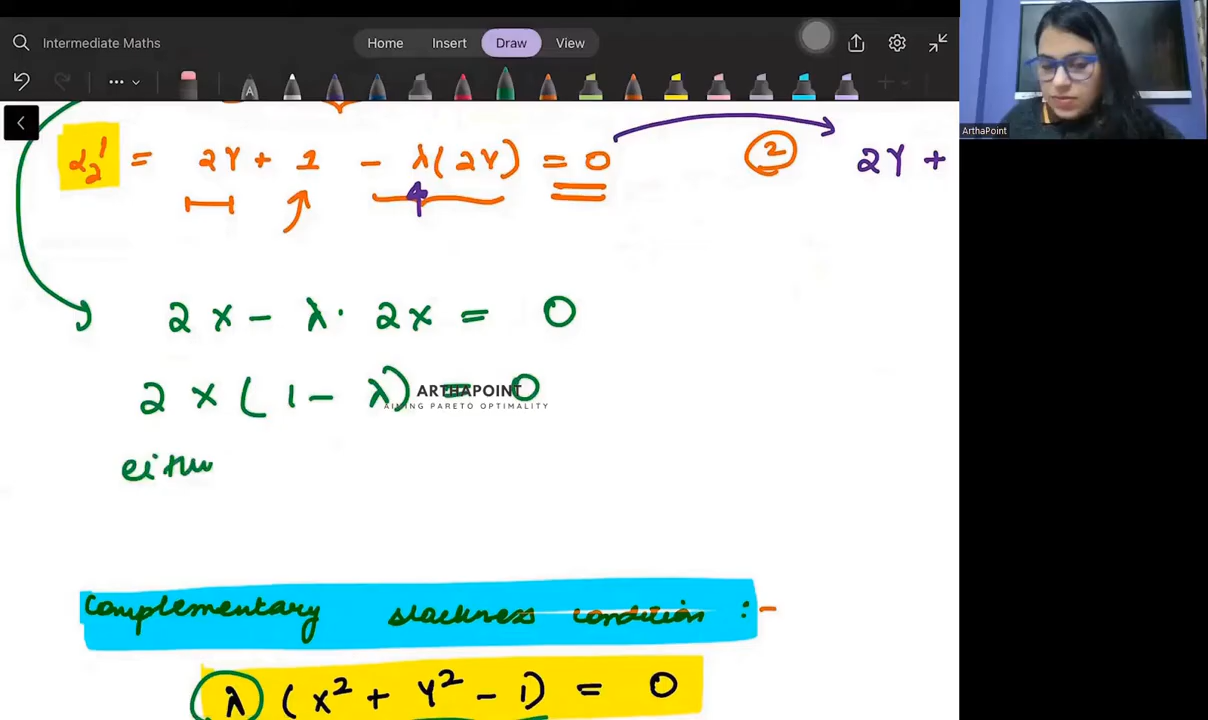 Intermediate Maths
Home Insert Draw View
ArthaPoint
L2' = 2Y + 1 - λ(2Y) = 0
② 2Y +
2x - λ· 2x = 0
2x(1 - λ) = 0
ARTHAPOINT
AIMING PARETO OPTIMALITY
Complementary slackness condition :-
λ (x² + Y² - 1) = 0